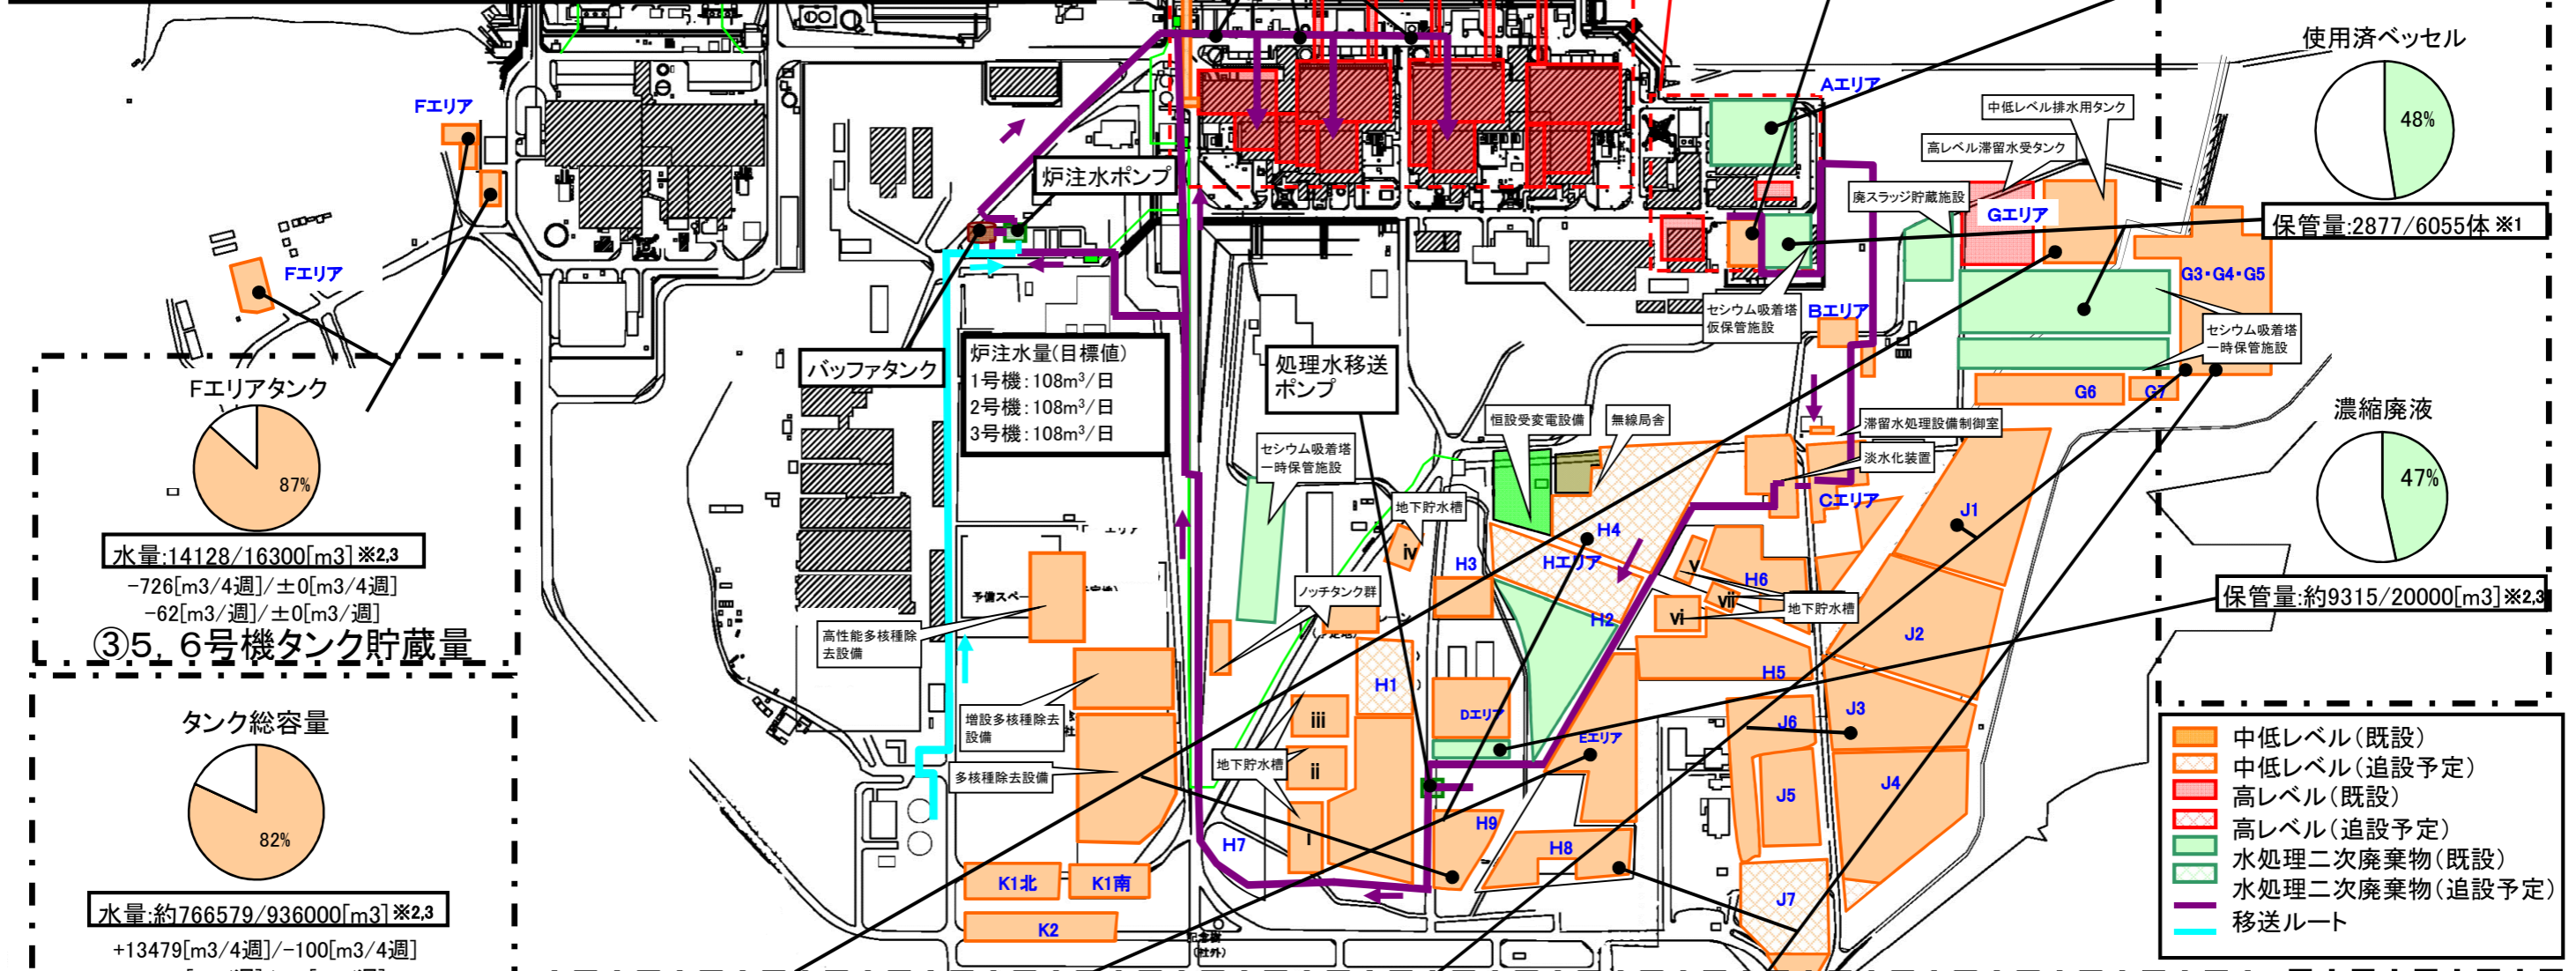 Fエリア
Fエリア
Fエリアタンク
87%
水量:14128/16300[m3]※2,3
-726[m3/4週]/±0[m3/4週]
-62[m3/週]/±0[m3/週]
③5，6号機タンク貯蔵量
タンク総容量
82%
水量:約766579/936000[m3]※2,3
+13479[m3/4週]/-100[m3/4週]
炉注水ポンプ
バッファタンク
炉注水量(目標値)
1号機：108m³/日
2号機：108m³/日
3号機：108m³/日
処理水移送
ポンプ
セシウム吸着塔
一時保管施設
恒設受変電設備
無線局舎
地下貯水槽
ノッチタンク群
予備スペー
高性能多核種除
去設備
増設多核種除去
設備
多核種除去設備
地下貯水槽
K1北
K1南
K2
iii
ii
i
iv
H1
H7
H3
H4
Hエリア
H2
Dエリア
Eエリア
H9
H8
v
vii
vi
H6
地下貯水槽
H5
J1
J2
J3
J4
J5
J6
J7
Aエリア
Bエリア
Cエリア
滞留水処理設備制御室
淡水化装置
セシウム吸着塔
仮保管施設
中低レベル排水用タンク
高レベル滞留水受タンク
廃スラッジ貯蔵施設
Gエリア
G3・G4・G5
セシウム吸着塔
一時保管施設
G6
G7
使用済ベッセル
48%
保管量:2877/6055体 ※1
濃縮廃液
47%
保管量:約9315/20000[m3]※2,3
中低レベル(既設)
中低レベル(追設予定)
高レベル(既設)
高レベル(追設予定)
水処理二次廃棄物(既設)
水処理二次廃棄物(追設予定)
移送ルート